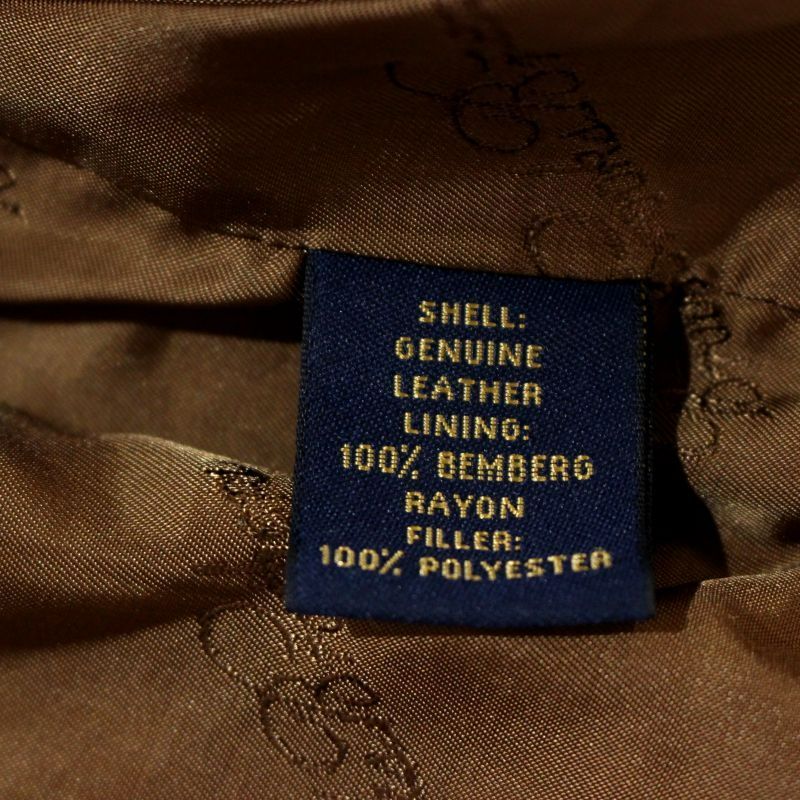 SHELL:
GENUINE
LEATHER
LINING:
100% BEMBERG
RAYON
FILLER:
100% POLYESTER